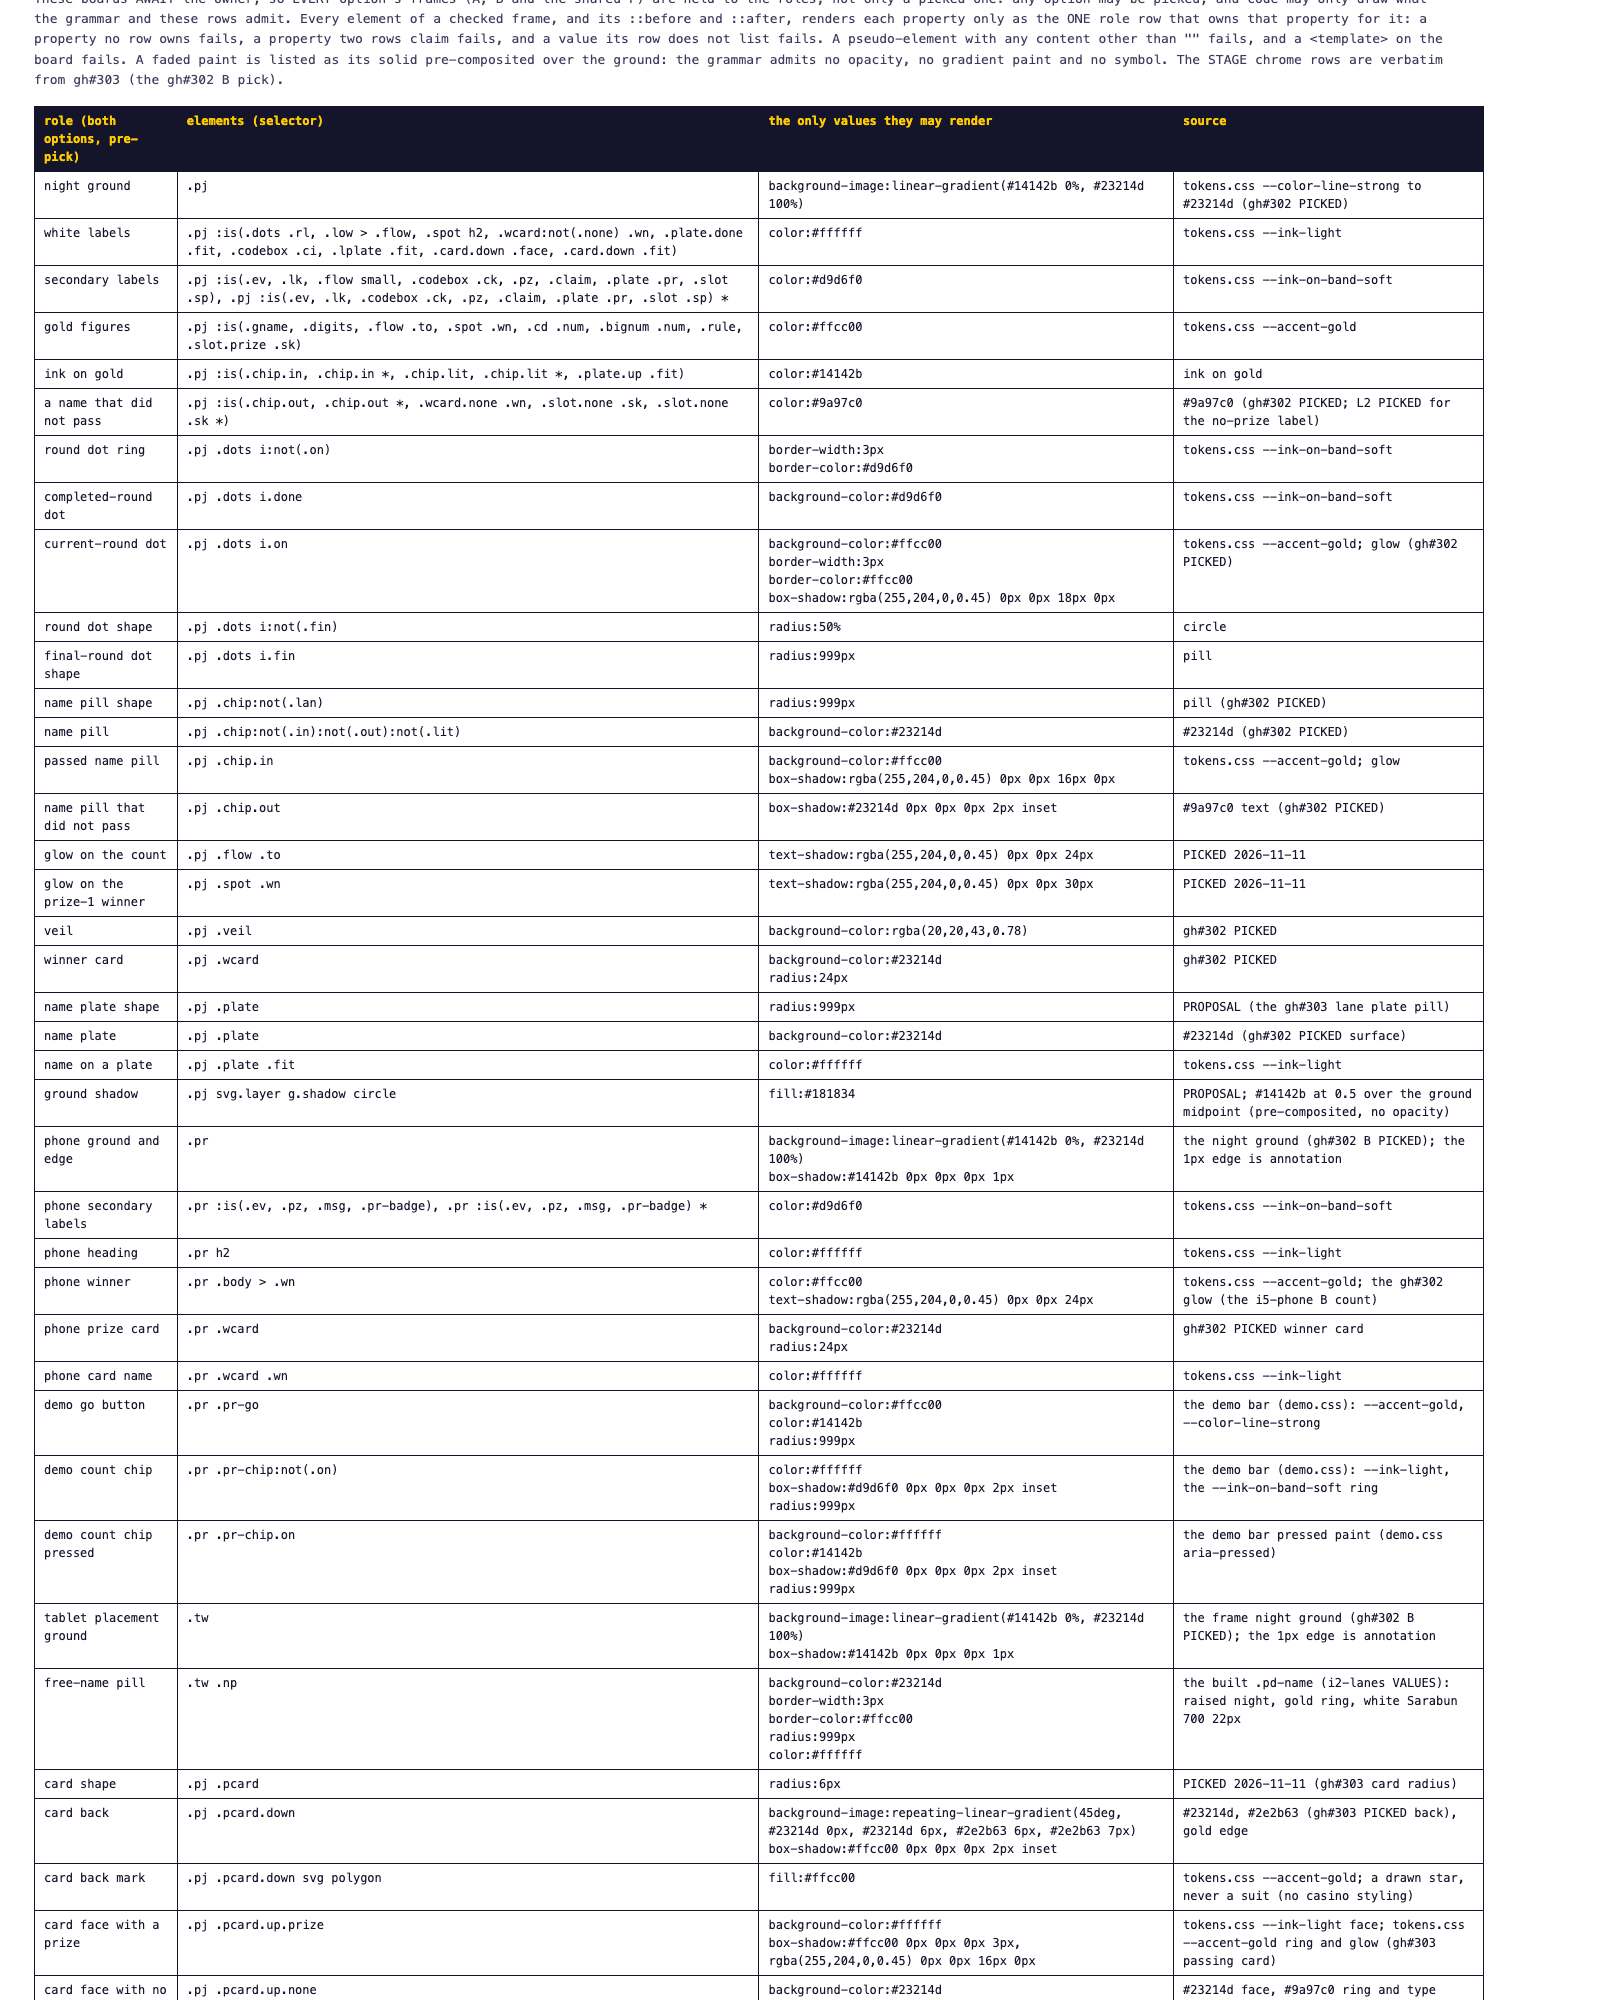 These boards AWAIT the owner, so EVERY option's frames (A, B and the shared F) are held to the roles, not only a picked one: any option may be picked, and code may only draw what
the grammar and these rows admit. Every element of a checked frame, and its ::before and ::after, renders each property only as the ONE role row that owns that property for it: a
property no row owns fails, a property two rows claim fails, and a value its row does not list fails. A pseudo-element with any content other than "" fails, and a <template> on the
board fails. A faded paint is listed as its solid pre-composited over the ground: the grammar admits no opacity, no gradient paint and no symbol. The STAGE chrome rows are verbatim
from gh#303 (the gh#302 B pick).
role (both
options, pre-
pick)
elements (selector)
the only values they may render
source
night ground
.pj
background-image:linear-gradient(#14142b 0%, #23214d
100%)
tokens.css --color-line-strong to
#23214d (gh#302 PICKED)
white labels
.pj :is(.dots .rl, .low > .flow, .spot h2, .wcard:not(.none) .wn, .plate.done
.fit, .codebox .ci, .lplate .fit, .card.down .face, .card.down .fit)
color:#ffffff
tokens.css --ink-light
secondary labels
.pj :is(.ev, .lk, .flow small, .codebox .ck, .pz, .claim, .plate .pr, .slot
.sp), .pj :is(.ev, .lk, .codebox .ck, .pz, .claim, .plate .pr, .slot .sp) *
color:#d9d6f0
tokens.css --ink-on-band-soft
gold figures
.pj :is(.gname, .digits, .flow .to, .spot .wn, .cd .num, .bignum .num, .rule,
.slot.prize .sk)
color:#ffcc00
tokens.css --accent-gold
ink on gold
.pj :is(.chip.in, .chip.in *, .chip.lit, .chip.lit *, .plate.up .fit)
color:#14142b
ink on gold
a name that did
not pass
.pj :is(.chip.out, .chip.out *, .wcard.none .wn, .slot.none .sk, .slot.none
.sk *)
color:#9a97c0
#9a97c0 (gh#302 PICKED; L2 PICKED for
the no-prize label)
round dot ring
.pj .dots i:not(.on)
border-width:3px
border-color:#d9d6f0
tokens.css --ink-on-band-soft
completed-round
dot
.pj .dots i.done
background-color:#d9d6f0
tokens.css --ink-on-band-soft
current-round dot
.pj .dots i.on
background-color:#ffcc00
border-width:3px
border-color:#ffcc00
box-shadow:rgba(255,204,0,0.45) 0px 0px 18px 0px
tokens.css --accent-gold; glow (gh#302
PICKED)
round dot shape
.pj .dots i:not(.fin)
radius:50%
circle
final-round dot
shape
.pj .dots i.fin
radius:999px
pill
name pill shape
.pj .chip:not(.lan)
radius:999px
pill (gh#302 PICKED)
name pill
.pj .chip:not(.in):not(.out):not(.lit)
background-color:#23214d
#23214d (gh#302 PICKED)
passed name pill
.pj .chip.in
background-color:#ffcc00
box-shadow:rgba(255,204,0,0.45) 0px 0px 16px 0px
tokens.css --accent-gold; glow
name pill that
did not pass
.pj .chip.out
box-shadow:#23214d 0px 0px 0px 2px inset
#9a97c0 text (gh#302 PICKED)
glow on the count
.pj .flow .to
text-shadow:rgba(255,204,0,0.45) 0px 0px 24px
PICKED 2026-11-11
glow on the
prize-1 winner
.pj .spot .wn
text-shadow:rgba(255,204,0,0.45) 0px 0px 30px
PICKED 2026-11-11
veil
.pj .veil
background-color:rgba(20,20,43,0.78)
gh#302 PICKED
winner card
.pj .wcard
background-color:#23214d
radius:24px
gh#302 PICKED
name plate shape
.pj .plate
radius:999px
PROPOSAL (the gh#303 lane plate pill)
name plate
.pj .plate
background-color:#23214d
#23214d (gh#302 PICKED surface)
name on a plate
.pj .plate .fit
color:#ffffff
tokens.css --ink-light
ground shadow
.pj svg.layer g.shadow circle
fill:#181834
PROPOSAL; #14142b at 0.5 over the ground
midpoint (pre-composited, no opacity)
phone ground and
edge
.pr
background-image:linear-gradient(#14142b 0%, #23214d
100%)
box-shadow:#14142b 0px 0px 0px 1px
the night ground (gh#302 B PICKED); the
1px edge is annotation
phone secondary
labels
.pr :is(.ev, .pz, .msg, .pr-badge), .pr :is(.ev, .pz, .msg, .pr-badge) *
color:#d9d6f0
tokens.css --ink-on-band-soft
phone heading
.pr h2
color:#ffffff
tokens.css --ink-light
phone winner
.pr .body > .wn
color:#ffcc00
text-shadow:rgba(255,204,0,0.45) 0px 0px 24px
tokens.css --accent-gold; the gh#302
glow (the i5-phone B count)
phone prize card
.pr .wcard
background-color:#23214d
radius:24px
gh#302 PICKED winner card
phone card name
.pr .wcard .wn
color:#ffffff
tokens.css --ink-light
demo go button
.pr .pr-go
background-color:#ffcc00
color:#14142b
radius:999px
the demo bar (demo.css): --accent-gold,
--color-line-strong
demo count chip
.pr .pr-chip:not(.on)
color:#ffffff
box-shadow:#d9d6f0 0px 0px 0px 2px inset
radius:999px
the demo bar (demo.css): --ink-light,
the --ink-on-band-soft ring
demo count chip
pressed
.pr .pr-chip.on
background-color:#ffffff
color:#14142b
box-shadow:#d9d6f0 0px 0px 0px 2px inset
radius:999px
the demo bar pressed paint (demo.css
aria-pressed)
tablet placement
ground
.tw
background-image:linear-gradient(#14142b 0%, #23214d
100%)
box-shadow:#14142b 0px 0px 0px 1px
the frame night ground (gh#302 B
PICKED); the 1px edge is annotation
free-name pill
.tw .np
background-color:#23214d
border-width:3px
border-color:#ffcc00
radius:999px
color:#ffffff
the built .pd-name (i2-lanes VALUES):
raised night, gold ring, white Sarabun
700 22px
card shape
.pj .pcard
radius:6px
PICKED 2026-11-11 (gh#303 card radius)
card back
.pj .pcard.down
background-image:repeating-linear-gradient(45deg,
#23214d 0px, #23214d 6px, #2e2b63 6px, #2e2b63 7px)
box-shadow:#ffcc00 0px 0px 0px 2px inset
#23214d, #2e2b63 (gh#303 PICKED back),
gold edge
card back mark
.pj .pcard.down svg polygon
fill:#ffcc00
tokens.css --accent-gold; a drawn star,
never a suit (no casino styling)
card face with a
prize
.pj .pcard.up.prize
background-color:#ffffff
box-shadow:#ffcc00 0px 0px 0px 3px,
rgba(255,204,0,0.45) 0px 0px 16px 0px
tokens.css --ink-light face; tokens.css
--accent-gold ring and glow (gh#303
passing card)
card face with no
.pj .pcard.up.none
background-color:#23214d
#23214d face, #9a97c0 ring and type